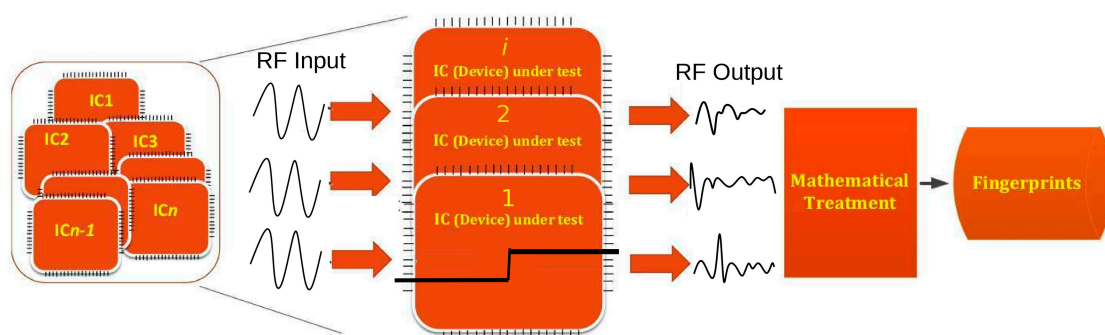 IC1
IC2
IC3
ICn
ICn-1
RF Input
i
IC (Device) under test
2
IC (Device) under test
1
IC (Device) under test
RF Output
Mathematical
Treatment
Fingerprints